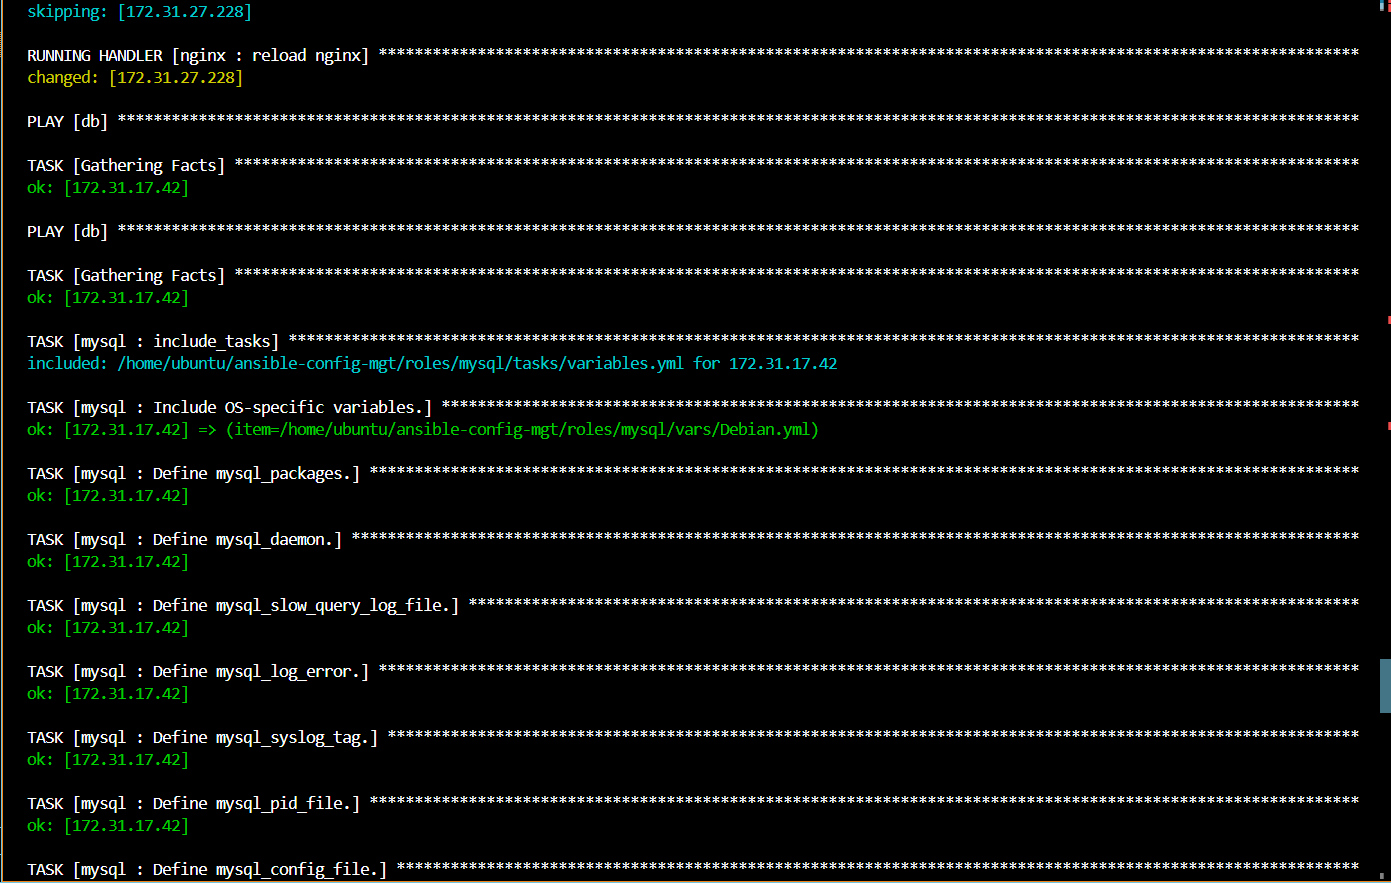 skipping: [172.31.27.228]
RUNNING HANDLER [nginx : reload nginx] *************************************************************************************************************
changed: [172.31.27.228]
PLAY [db] ******************************************************************************************************************************************
TASK [Gathering Facts] *****************************************************************************************************************************
ok: [172.31.17.42]
PLAY [db] ******************************************************************************************************************************************
TASK [Gathering Facts] *****************************************************************************************************************************
ok: [172.31.17.42]
TASK [mysql : include_tasks] ***********************************************************************************************************************
included: /home/ubuntu/ansible-config-mgt/roles/mysql/tasks/variables.yml for 172.31.17.42
TASK [mysql : Include OS-specific variables.] ******************************************************************************************************
ok: [172.31.17.42] => (item=/home/ubuntu/ansible-config-mgt/roles/mysql/vars/Debian.yml)
TASK [mysql : Define mysql_packages.] **************************************************************************************************************
ok: [172.31.17.42]
TASK [mysql : Define mysql_daemon.] ****************************************************************************************************************
ok: [172.31.17.42]
TASK [mysql : Define mysql_slow_query_log_file.] ***************************************************************************************************
ok: [172.31.17.42]
TASK [mysql : Define mysql_log_error.] *************************************************************************************************************
ok: [172.31.17.42]
TASK [mysql : Define mysql_syslog_tag.] ************************************************************************************************************
ok: [172.31.17.42]
TASK [mysql : Define mysql_pid_file.] **************************************************************************************************************
ok: [172.31.17.42]
TASK [mysql : Define mysql_config_file.] ***********************************************************************************************************